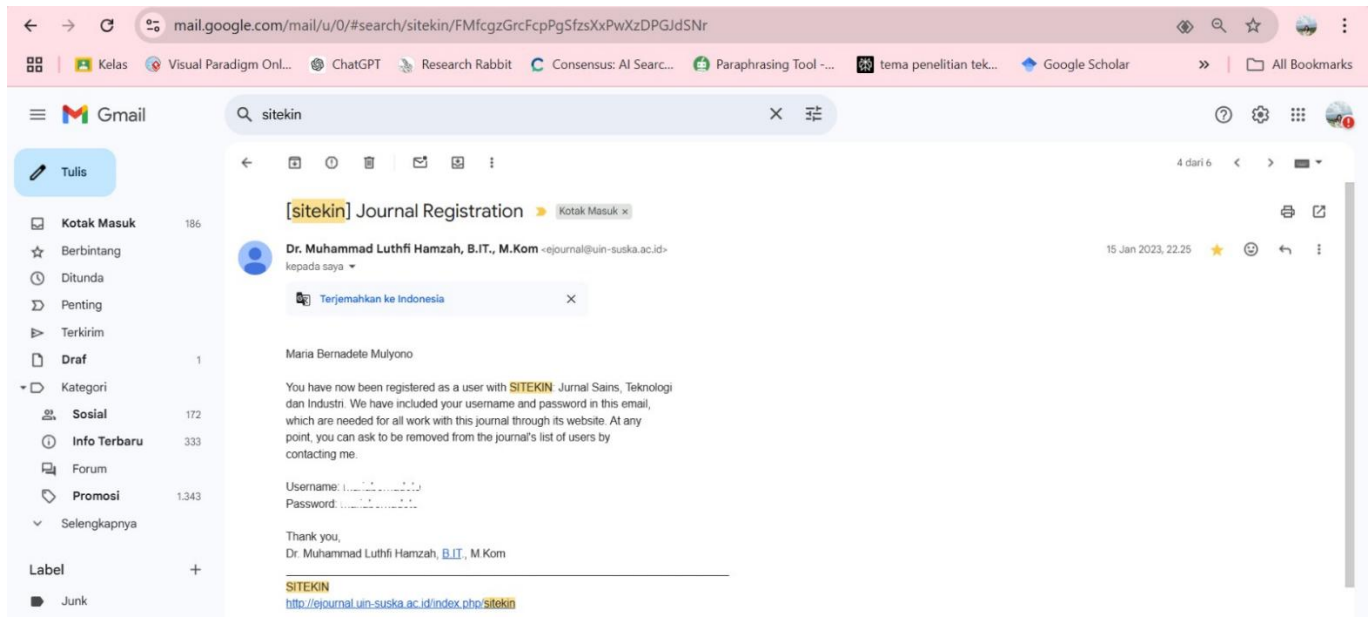 mail.google.com/mail/u/0/#search/sitekin/FMfcgzGrcFcpPgSfzsXxPwXzDPGJdSNr
Kelas Visual Paradigm Onl... ChatGPT Research Rabbit Consensus: AI Searc... Paraphrasing Tool -... tema penelitian tek... Google Scholar » All Bookmarks
Gmail
sitekin
Tulis
4 dari 6
[sitekin] Journal Registration Kotak Masuk ×
Kotak Masuk 186
Berbintang
Ditunda
Penting
Terkirim
Draf 1
Kategori
Sosial 172
Info Terbaru 333
Forum
Promosi 1.343
Selengkapnya
Label +
Junk
Dr. Muhammad Luthfi Hamzah, B.IT., M.Kom <ejournal@uin-suska.ac.id>
15 Jan 2023, 22.25
kepada saya
Terjemahkan ke Indonesia
Maria Bernadete Mulyono
You have now been registered as a user with SITEKIN: Jurnal Sains, Teknologi
dan Industri. We have included your username and password in this email,
which are needed for all work with this journal through its website. At any
point, you can ask to be removed from the journal's list of users by
contacting me.
Username:
Password:
Thank you,
Dr. Muhammad Luthfi Hamzah, B.IT., M.Kom
SITEKIN
http://ejournal.uin-suska.ac.id/index.php/sitekin